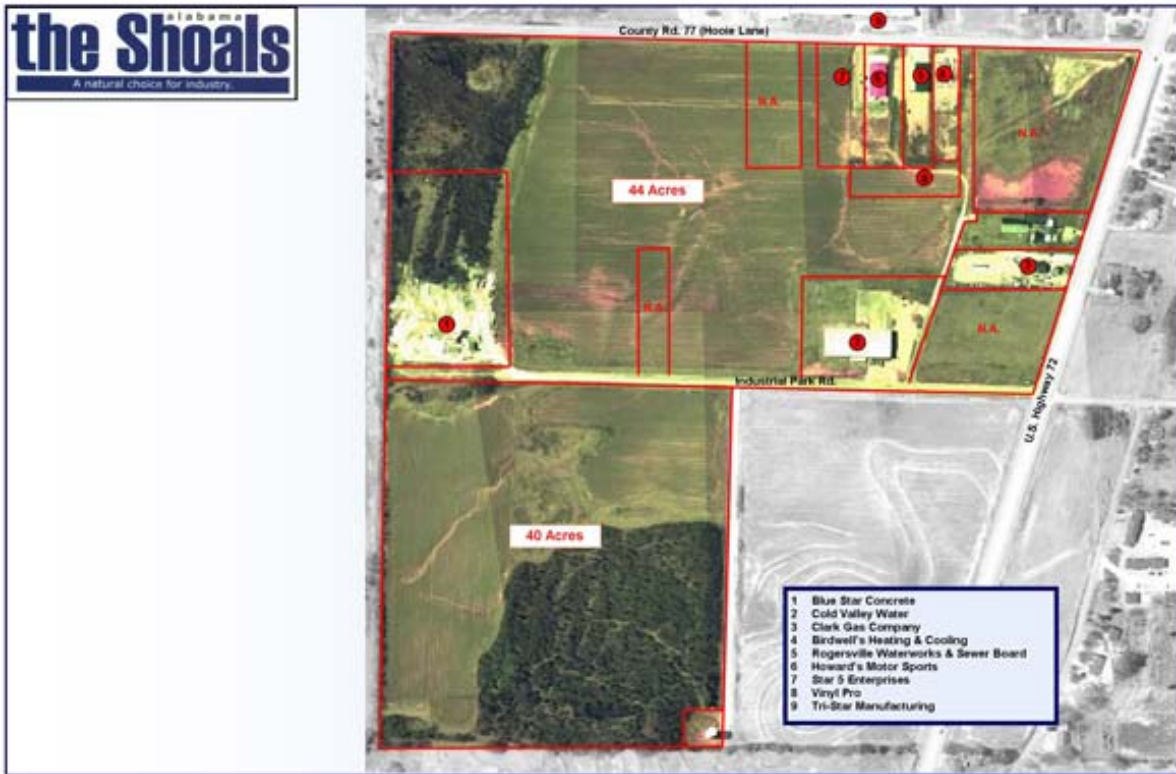 alabama
the Shoals
A natural choice for industry.
County Rd. 77 (Hooie Lane)
N.A.
N.A.
44 Acres
N.A.
N.A.
Industrial Park Rd.
U.S. Highway 72
40 Acres
1 Blue Star Concrete
2 Cold Valley Water
3 Clark Gas Company
4 Birdwell's Heating & Cooling
5 Rogersville Waterworks & Sewer Board
6 Howard's Motor Sports
7 Star 5 Enterprises
8 Vinyl Pro
9 Tri-Star Manufacturing